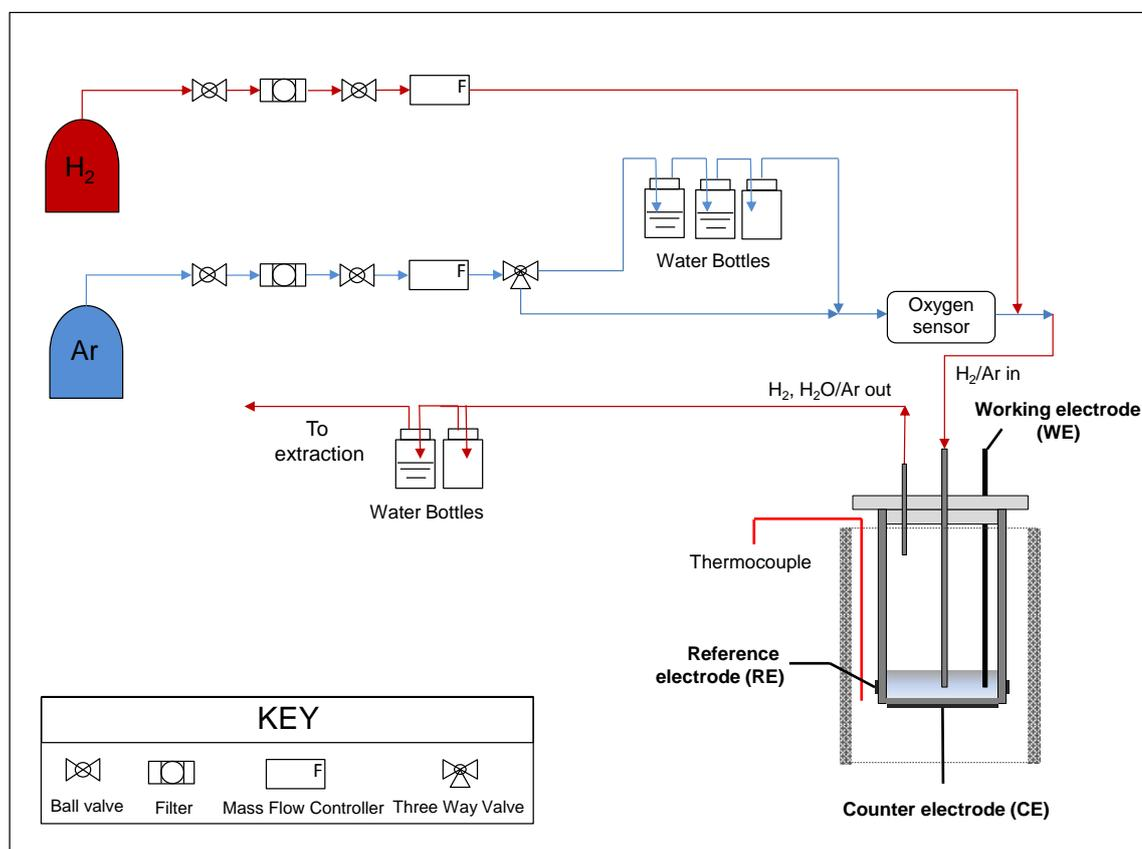 F
H₂
Water Bottles
F
Ar
Oxygen
sensor
H₂/Ar in
H₂, H₂O/Ar out
Working electrode
(WE)
To
extraction
Water Bottles
Thermocouple
Reference
electrode (RE)
Counter electrode (CE)
KEY
F
Ball valve
Filter
Mass Flow Controller
Three Way Valve